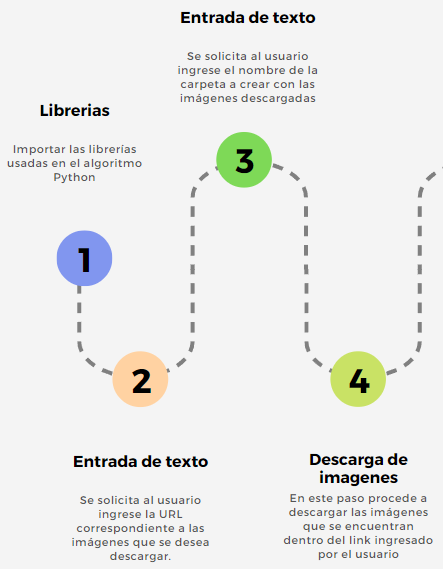 Librerias
Importar las librerías
usadas en el algoritmo
Python
1
2
Entrada de texto
Se solicita al usuario
ingrese la URL
correspondiente a las
imágenes que se desea
descargar.
Entrada de texto
Se solicita al usuario
ingrese el nombre de la
carpeta a crear con las
imágenes descargadas
3
4
Descarga de
imagenes
En este paso procede a
descargar las imágenes
que se encuentran
dentro del link ingresado
por el usuario